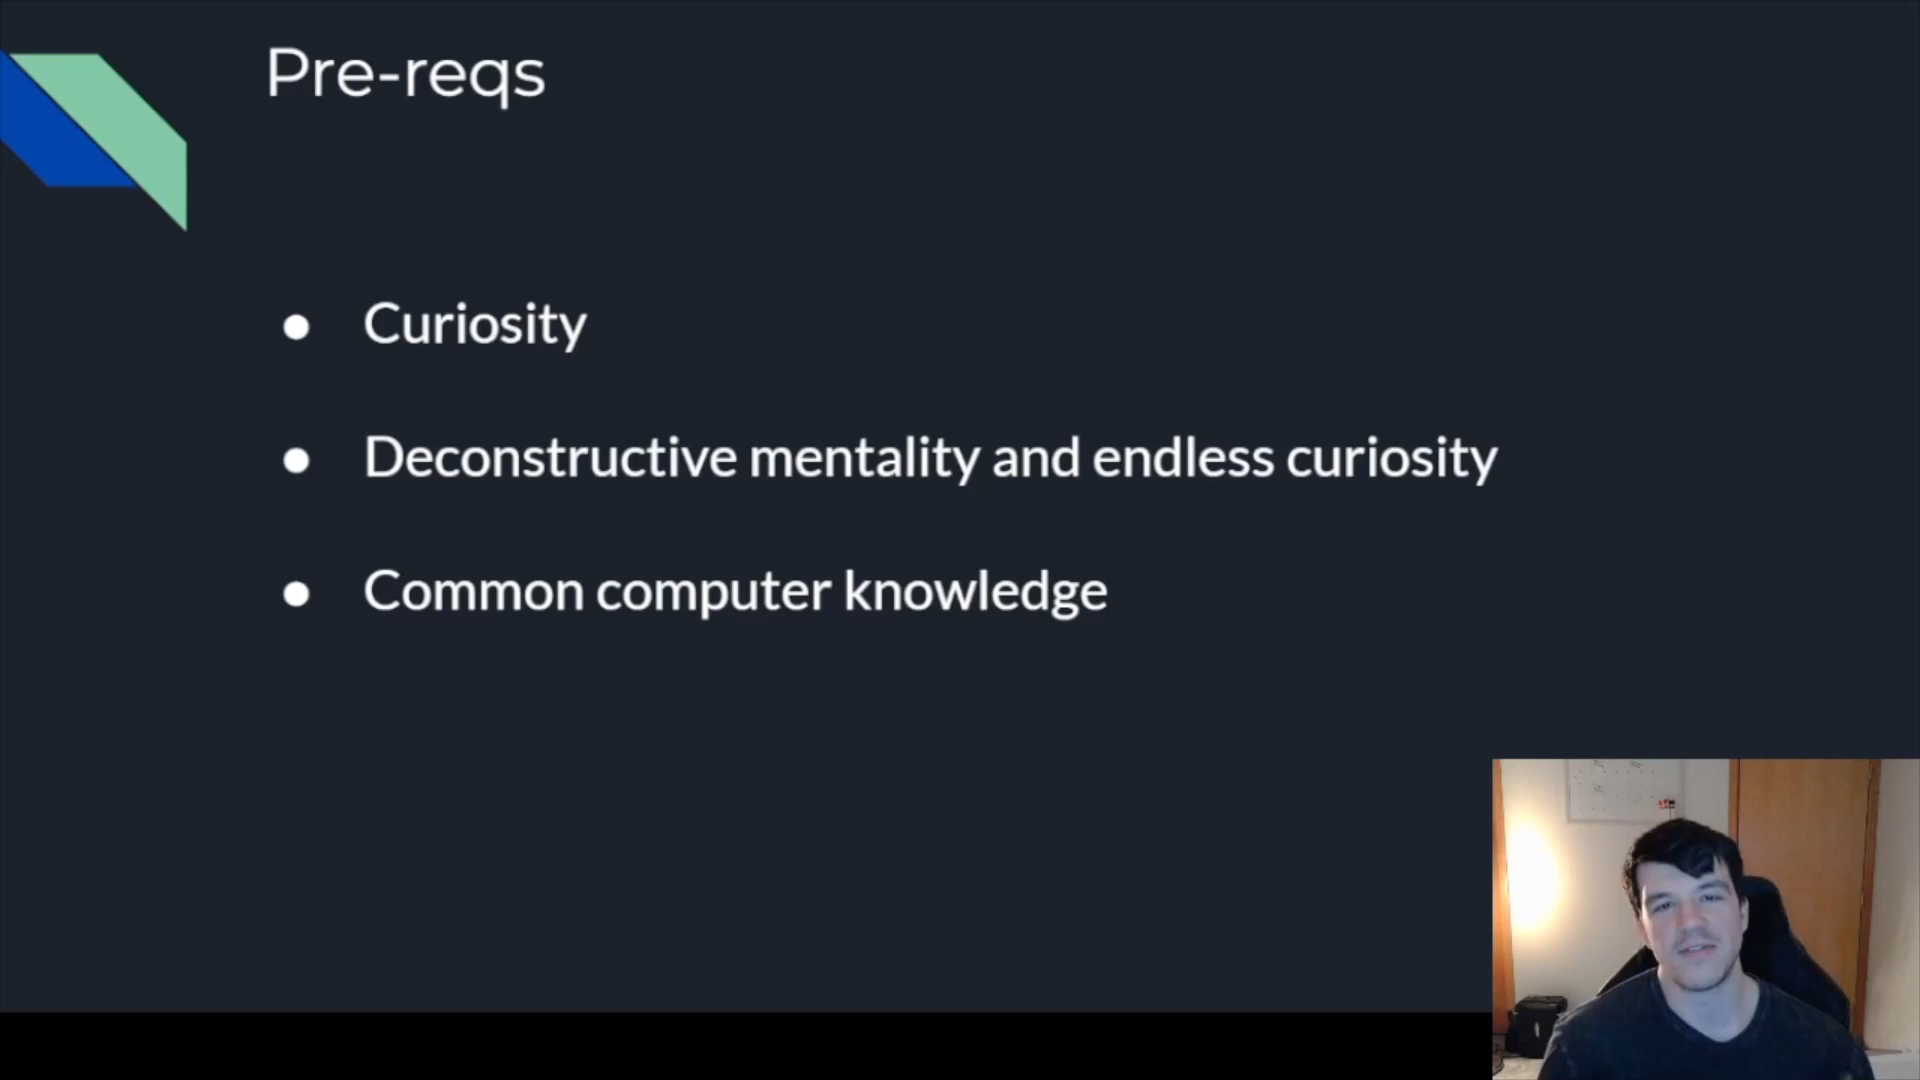 Pre-reqs
● Curiosity
● Deconstructive mentality and endless curiosity
● Common computer knowledge